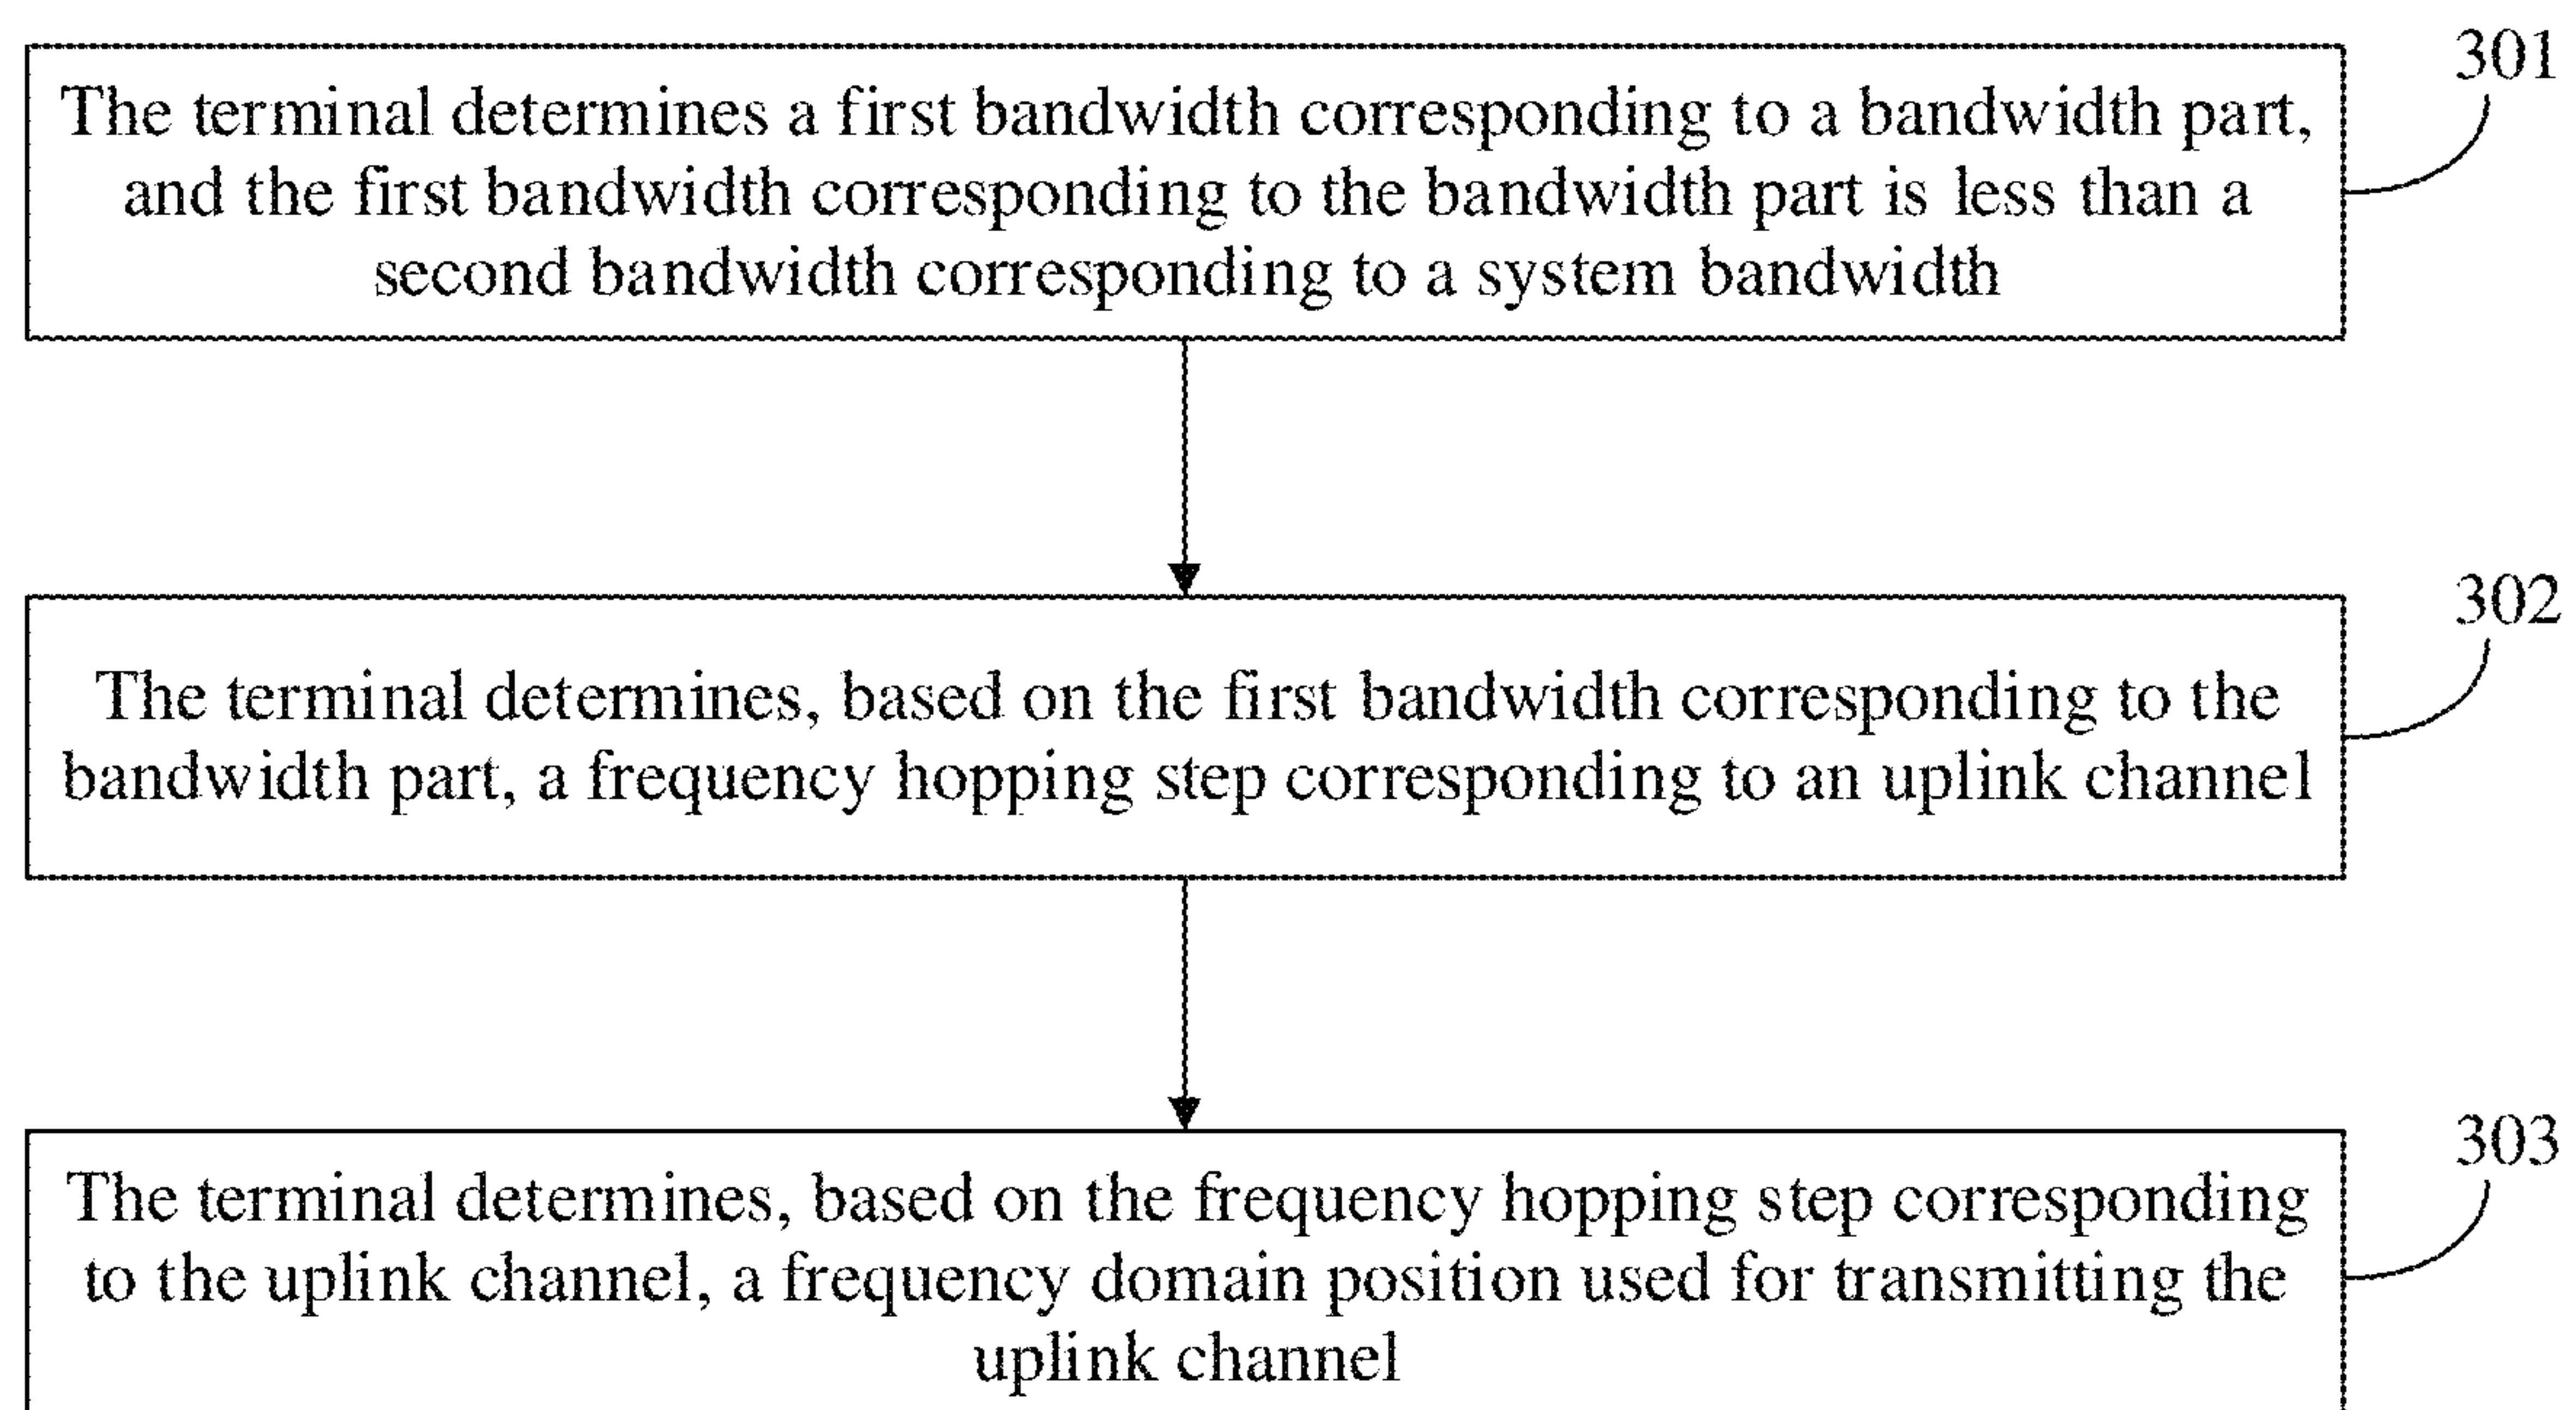 301
The terminal determines a first bandwidth corresponding to a bandwidth part,
and the first bandwidth corresponding to the bandwidth part is less than a
second bandwidth corresponding to a system bandwidth
302
The terminal determines, based on the first bandwidth corresponding to the
bandwidth part, a frequency hopping step corresponding to an uplink channel
303
The terminal determines, based on the frequency hopping step corresponding
to the uplink channel, a frequency domain position used for transmitting the
uplink channel